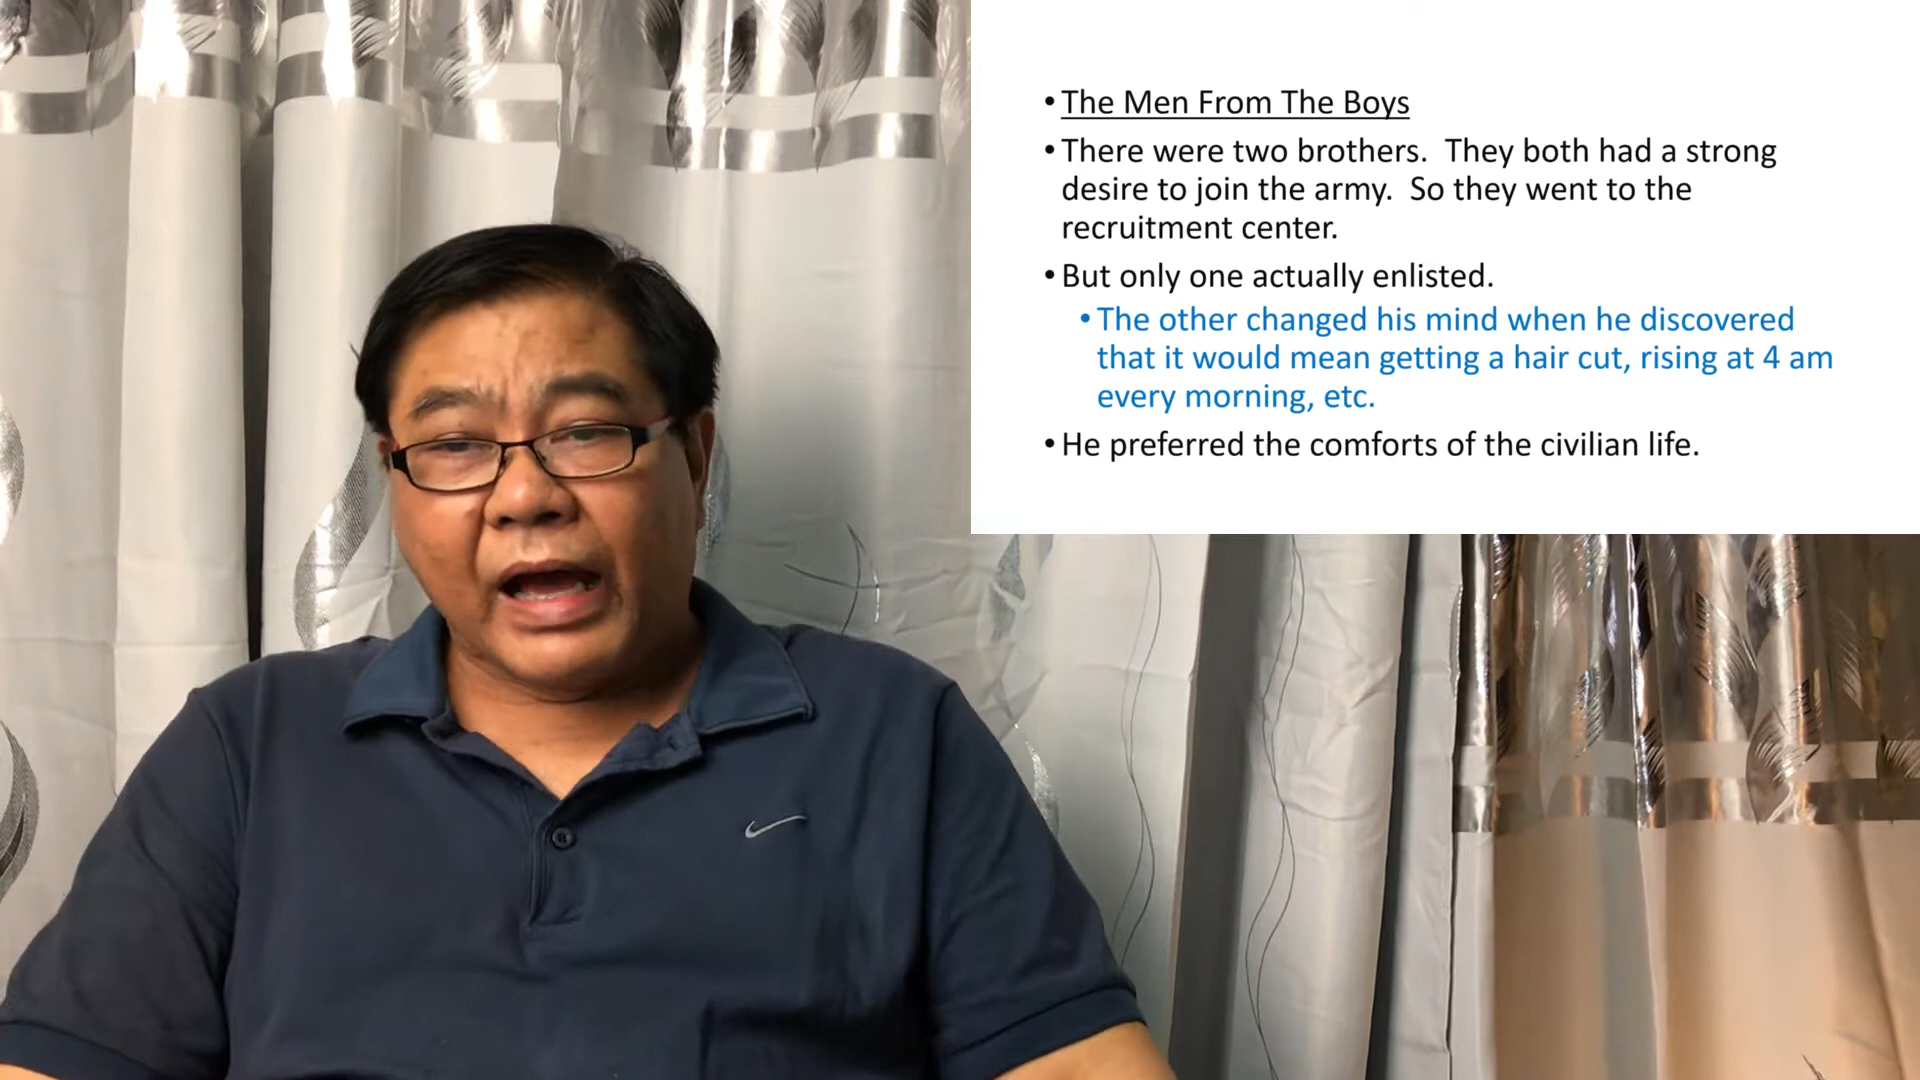 • The Men From The Boys
• There were two brothers.  They both had a strong
desire to join the army.  So they went to the
recruitment center.
• But only one actually enlisted.
• The other changed his mind when he discovered
that it would mean getting a hair cut, rising at 4 am
every morning, etc.
• He preferred the comforts of the civilian life.